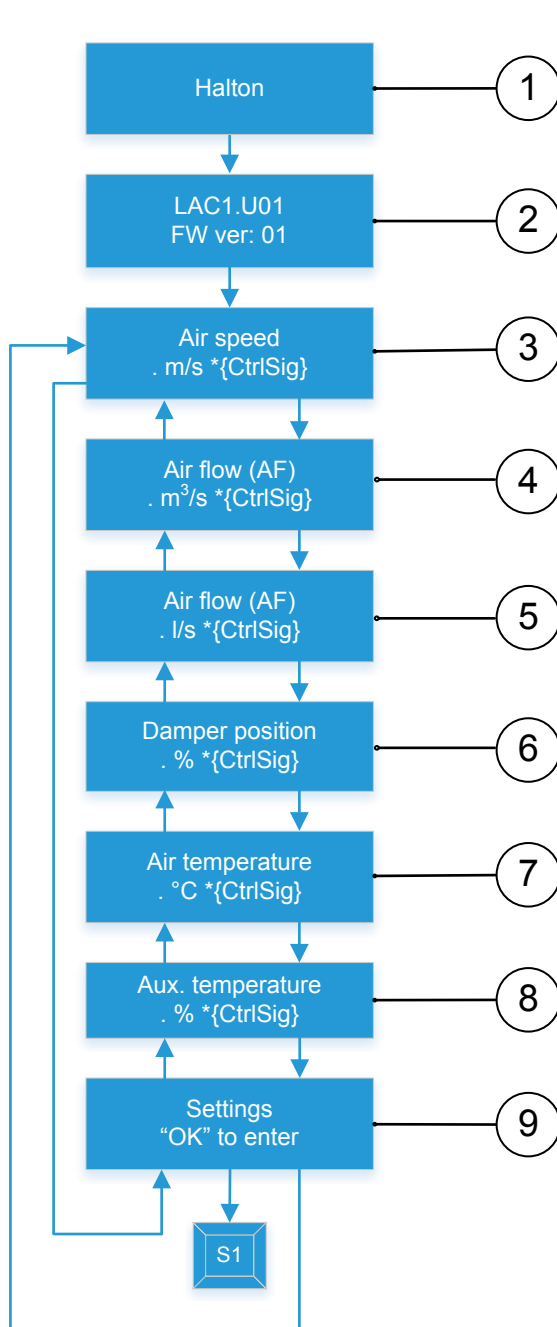 Halton
1
LAC1.U01
FW ver: 01
2
Air speed
. m/s *{CtrlSig}
3
Air flow (AF)
. m³/s *{CtrlSig}
4
Air flow (AF)
. l/s *{CtrlSig}
5
Damper position
. % *{CtrlSig}
6
Air temperature
. °C *{CtrlSig}
7
Aux. temperature
. % *{CtrlSig}
8
Settings
“OK” to enter
9
S1